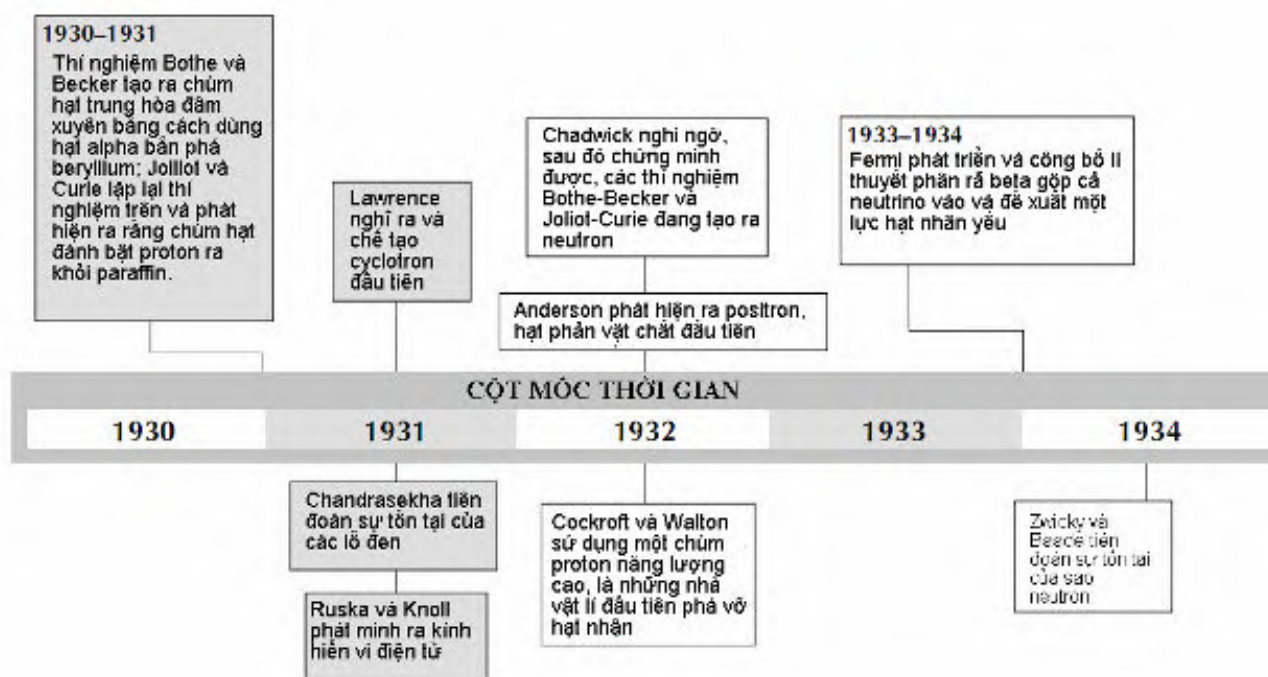 1930–1931
Thí nghiệm Bothe và
Becker tạo ra chùm
hạt trung hòa đâm
xuyên bằng cách dùng
hạt alpha bắn phá
beryllium; Joliot và
Curie lặp lại thí
nghiệm trên và phát
hiện ra rằng chùm hạt
đánh bật proton ra
khỏi paraffin.
Lawrence
nghĩ ra và
chế tạo
cyclotron
đầu tiên
Chadwick nghi ngờ,
sau đó chứng minh
được, các thí nghiệm
Bothe-Becker và
Joliot-Curie đang tạo ra
neutron
Anderson phát hiện ra positron,
hạt phản vật chất đầu tiên
1933–1934
Fermi phát triển và công bố lí
thuyết phân rã beta gộp cả
neutrino vào và đề xuất một
lực hạt nhân yếu
CỘT MỐC THỜI GIAN
1930 1931 1932 1933 1934
Chandrasekha tiên
đoán sự tồn tại của
các lỗ đen
Ruska và Knoll
phát minh ra kính
hiển vi điện tử
Cockroft và Walton
sử dụng một chùm
proton năng lượng
cao, là những nhà
vật lí đầu tiên phá vỡ
hạt nhận
Zwicky và
Baade tiên
đoán sự tồn tại
của sao
neutron